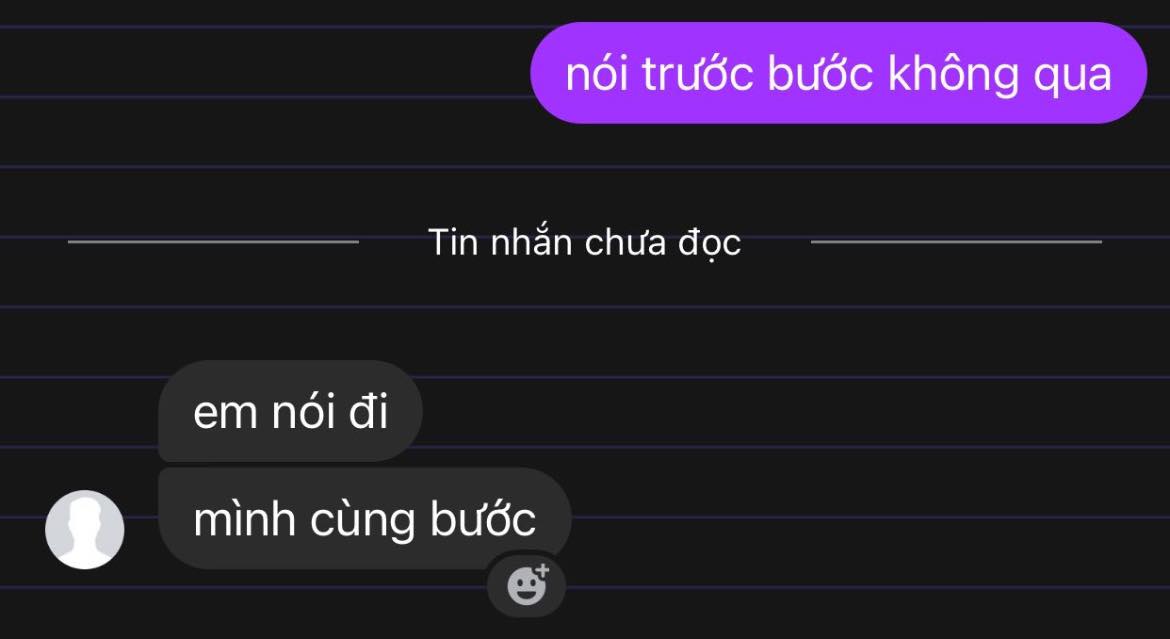 nói trước bước không qua
Tin nhắn chưa đọc
em nói đi
mình cùng bước